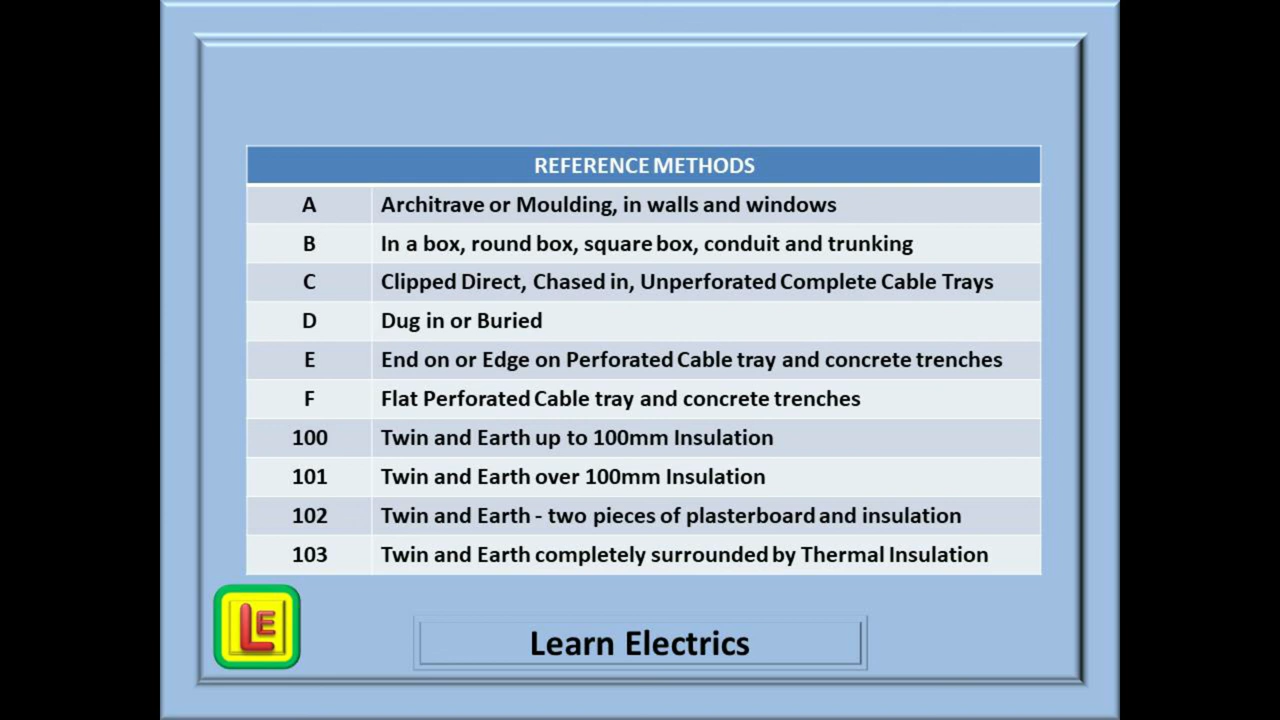 REFERENCE METHODS
A Architrave or Moulding, in walls and windows
B In a box, round box, square box, conduit and trunking
C Clipped Direct, Chased in, Unperforated Complete Cable Trays
D Dug in or Buried
E End on or Edge on Perforated Cable tray and concrete trenches
F Flat Perforated Cable tray and concrete trenches
100 Twin and Earth up to 100mm Insulation
101 Twin and Earth over 100mm Insulation
102 Twin and Earth - two pieces of plasterboard and insulation
103 Twin and Earth completely surrounded by Thermal Insulation
LE
Learn Electrics